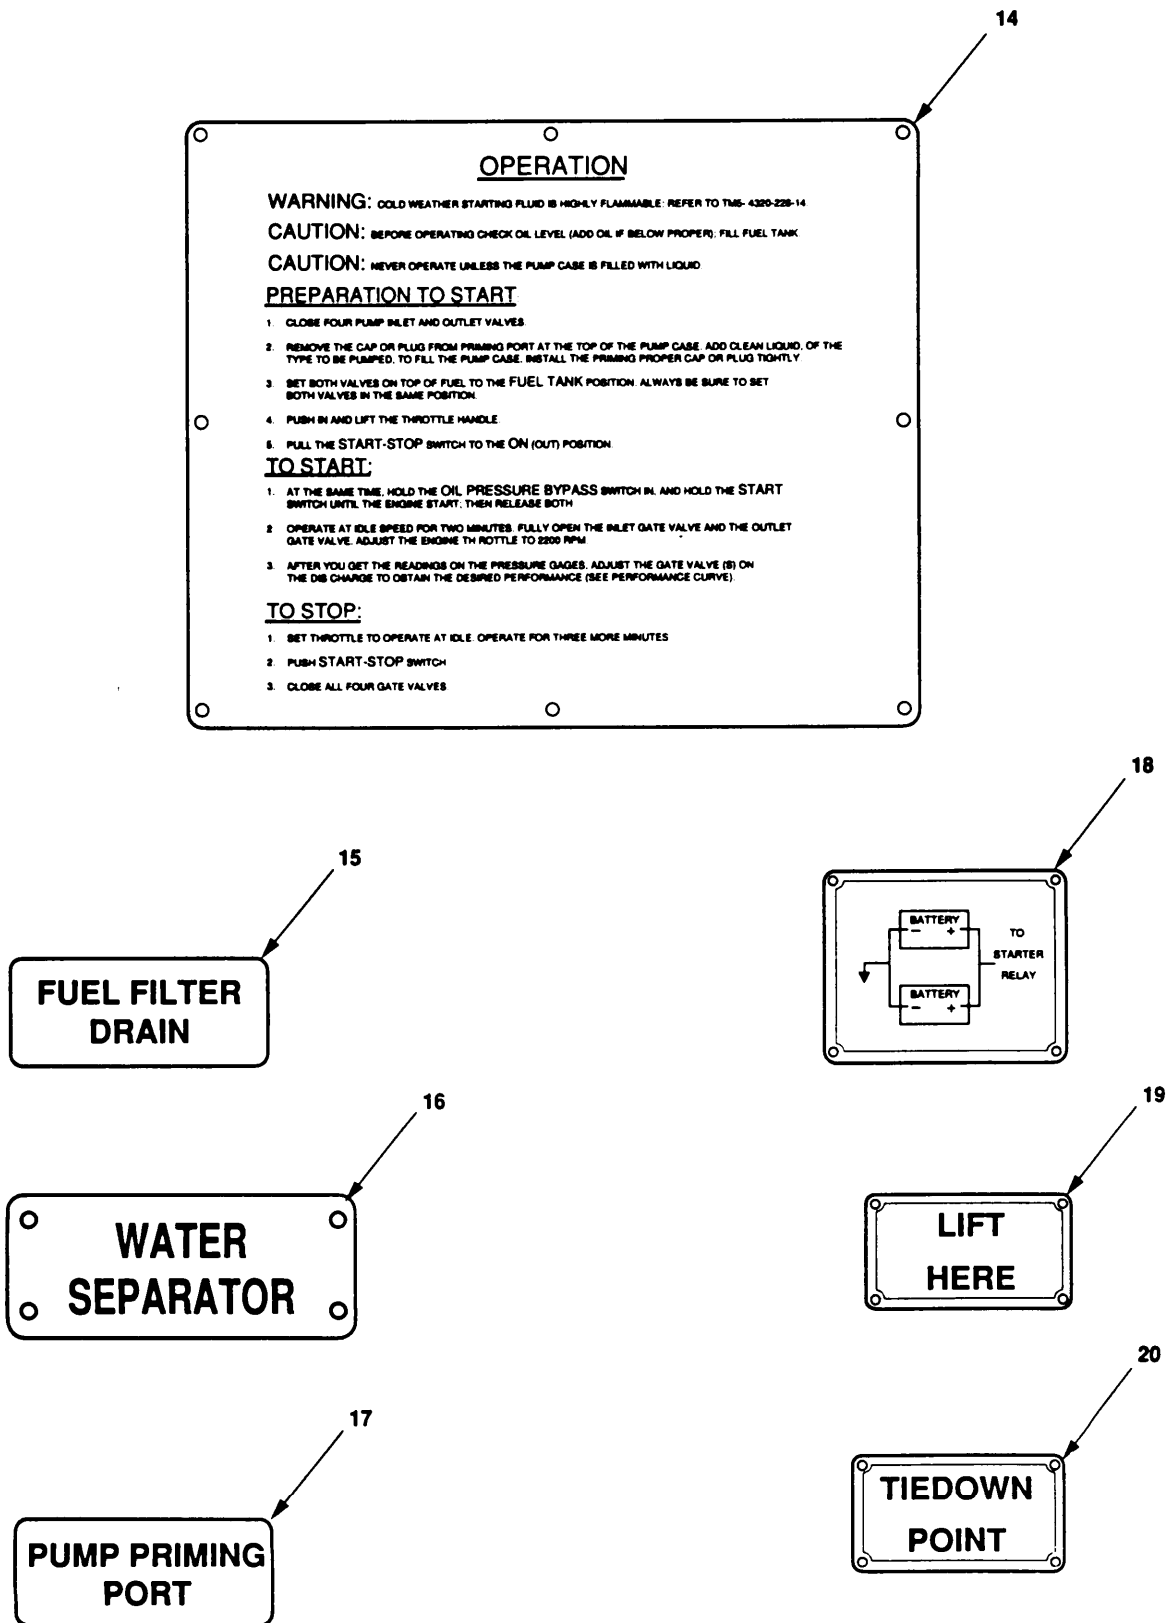 14
OPERATION
WARNING: COLD WEATHER STARTING FLUID IS HIGHLY FLAMMABLE: REFER TO TM5- 4320-226-14
CAUTION: BEFORE OPERATING CHECK OIL LEVEL (ADD OIL IF BELOW PROPER); FILL FUEL TANK
CAUTION: NEVER OPERATE UNLESS THE PUMP CASE IS FILLED WITH LIQUID.
PREPARATION TO START
1. CLOSE FOUR PUMP INLET AND OUTLET VALVES.
2. REMOVE THE CAP OR PLUG FROM PRIMING PORT AT THE TOP OF THE PUMP CASE. ADD CLEAN LIQUID, OF THE
TYPE TO BE PUMPED, TO FILL THE PUMP CASE, INSTALL THE PRIMING PROPER CAP OR PLUG TIGHTLY.
3. SET BOTH VALVES ON TOP OF FUEL TO THE FUEL TANK POSITION. ALWAYS BE SURE TO SET
BOTH VALVES IN THE SAME POSITION.
4. PUSH IN AND LIFT THE THROTTLE HANDLE.
5. PULL THE START-STOP SWITCH TO THE ON (OUT) POSITION.
TO START:
1. AT THE SAME TIME, HOLD THE OIL PRESSURE BYPASS SWITCH IN, AND HOLD THE START
SWITCH UNTIL THE ENGINE START; THEN RELEASE BOTH
2 OPERATE AT IDLE SPEED FOR TWO MINUTES. FULLY OPEN THE INLET GATE VALVE AND THE OUTLET
GATE VALVE. ADJUST THE ENGINE TH ROTTLE TO 2200 RPM
3. AFTER YOU GET THE READINGS ON THE PRESSURE GAGES, ADJUST THE GATE VALVE (S) ON
THE DIS CHARGE TO OBTAIN THE DESIRED PERFORMANCE (SEE PERFORMANCE CURVE).
TO STOP:
1. SET THROTTLE TO OPERATE AT IDLE. OPERATE FOR THREE MORE MINUTES
2. PUSH START-STOP SWITCH
3. CLOSE ALL FOUR GATE VALVES
15
FUEL FILTER
DRAIN
16
WATER
SEPARATOR
17
PUMP PRIMING
PORT
18
BATTERY
- +
TO
STARTER
RELAY
BATTERY
- +
19
LIFT
HERE
20
TIEDOWN
POINT